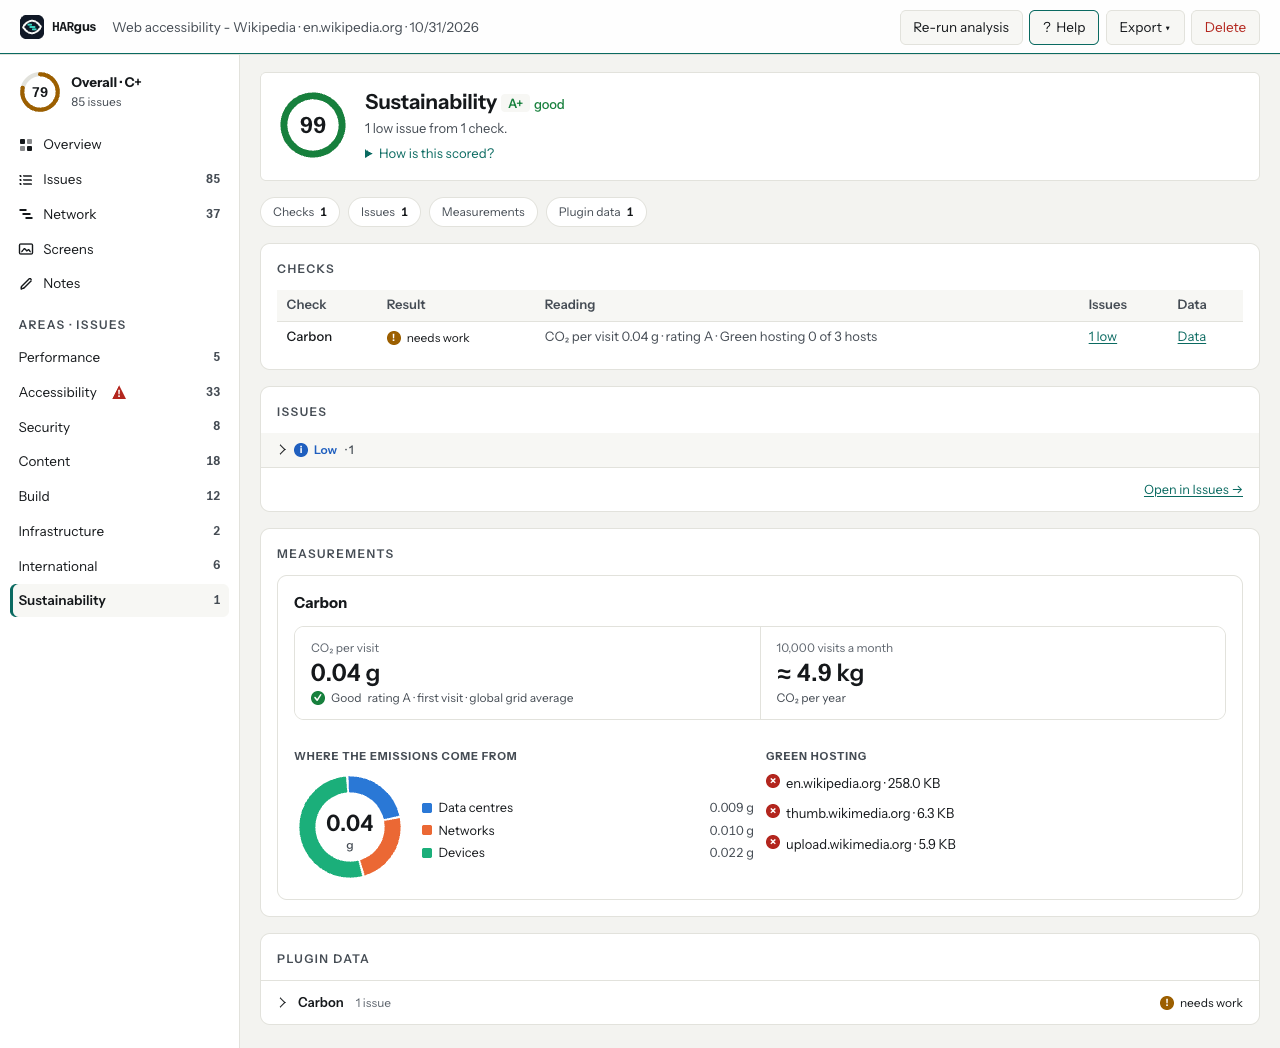 HARgus
Web accessibility - Wikipedia · en.wikipedia.org · 10/31/2026
Re-run analysis
? Help
Export ▾
Delete
79
Overall · C+
85 issues
Overview
Issues 85
Network 37
Screens
Notes
AREAS · ISSUES
Performance 5
Accessibility 33
Security 8
Content 18
Build 12
Infrastructure 2
International 6
Sustainability 1
99
Sustainability A+ good
1 low issue from 1 check.
▶ How is this scored?
Checks 1
Issues 1
Measurements
Plugin data 1
CHECKS
Check Result Reading Issues Data
Carbon ! needs work CO₂ per visit 0.04 g · rating A · Green hosting 0 of 3 hosts 1 low Data
ISSUES
i Low · 1
Open in Issues →
MEASUREMENTS
Carbon
CO₂ per visit
0.04 g
Good rating A · first visit · global grid average
10,000 visits a month
≈ 4.9 kg
CO₂ per year
WHERE THE EMISSIONS COME FROM
0.04
g
Data centres 0.009 g
Networks 0.010 g
Devices 0.022 g
GREEN HOSTING
en.wikipedia.org · 258.0 KB
thumb.wikimedia.org · 6.3 KB
upload.wikimedia.org · 5.9 KB
PLUGIN DATA
Carbon 1 issue ! needs work